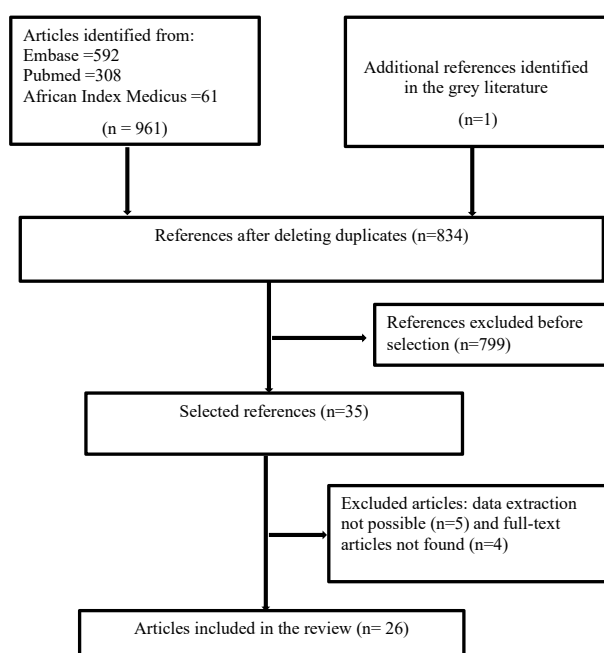 Articles identified from:
Embase =592
Pubmed =308
African Index Medicus =61
(n = 961)
Additional references identified
in the grey literature
(n=1)
References after deleting duplicates (n=834)
References excluded before
selection (n=799)
Selected references (n=35)
Excluded articles: data extraction
not possible (n=5) and full-text
articles not found (n=4)
Articles included in the review (n= 26)